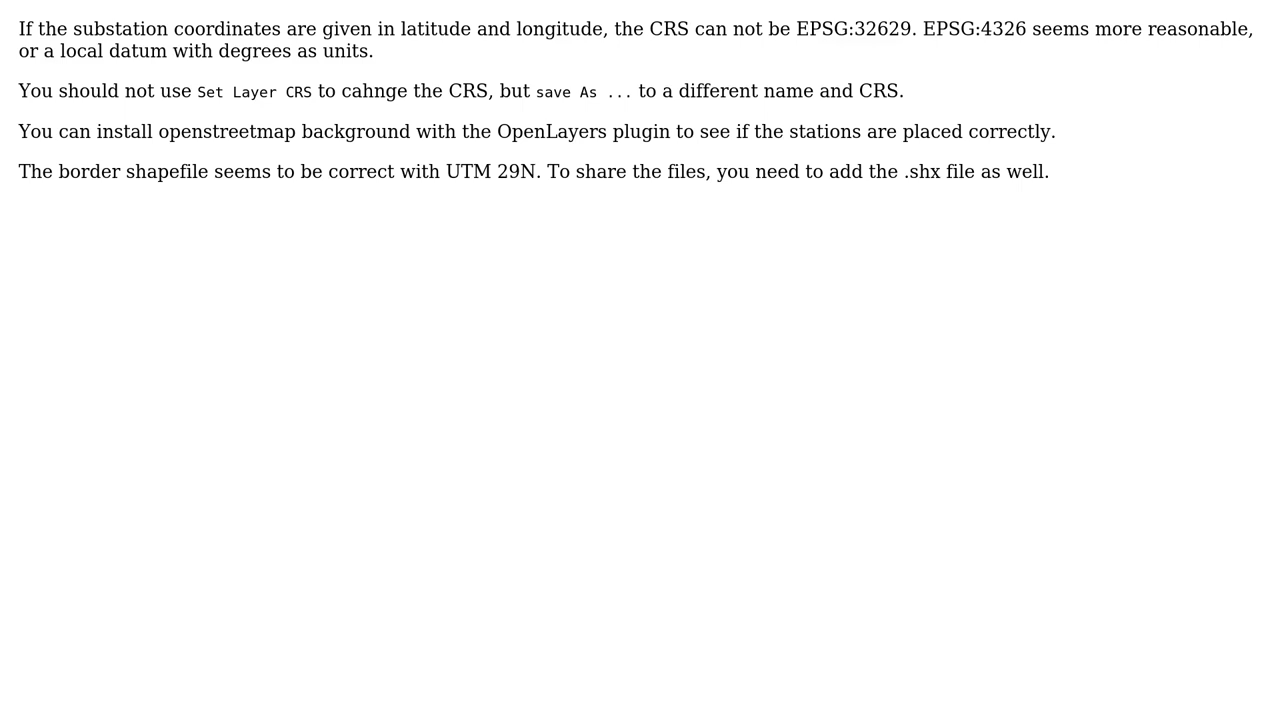 If the substation coordinates are given in latitude and longitude, the CRS can not be EPSG:32629. EPSG:4326 seems more reasonable,
or a local datum with degrees as units.
You should not use Set Layer CRS to cahnge the CRS, but save As ... to a different name and CRS.
You can install openstreetmap background with the OpenLayers plugin to see if the stations are placed correctly.
The border shapefile seems to be correct with UTM 29N. To share the files, you need to add the .shx file as well.